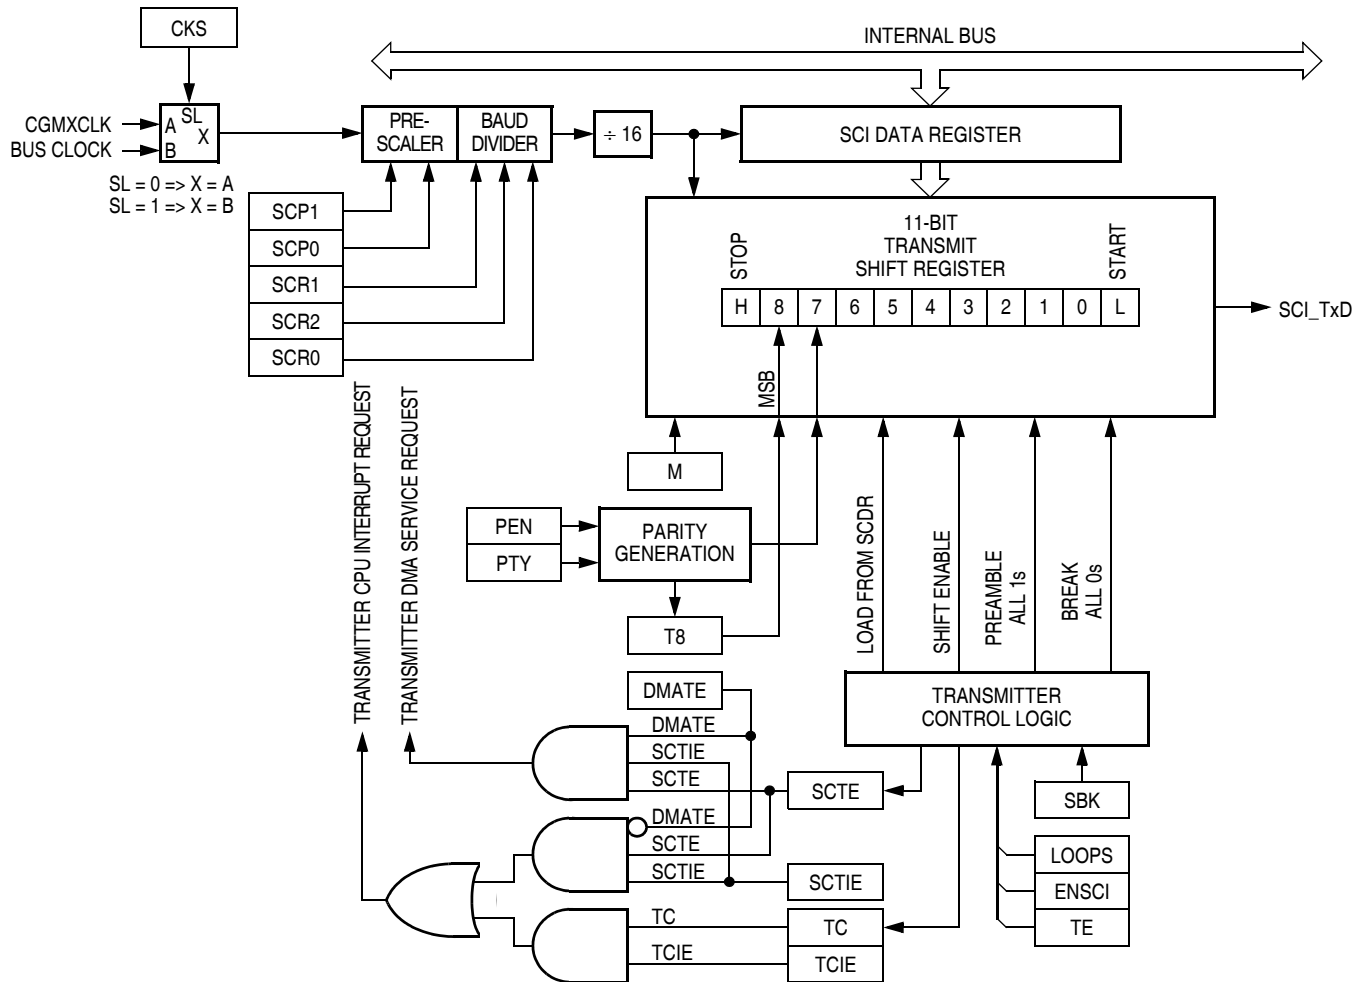 CKS
INTERNAL BUS
CGMXCLK
BUS CLOCK
SL
A
X
B
SL = 0 => X = A
SL = 1 => X = B
PRE-
SCALER
BAUD
DIVIDER
÷ 16
SCI DATA REGISTER
SCP1
SCP0
SCR1
SCR2
SCR0
11-BIT
TRANSMIT
SHIFT REGISTER
STOP
START
H 8 7 6 5 4 3 2 1 0 L
SCI_TxD
MSB
TRANSMITTER CPU INTERRUPT REQUEST
TRANSMITTER DMA SERVICE REQUEST
M
PEN
PTY
PARITY
GENERATION
T8
LOAD FROM SCDR
SHIFT ENABLE
PREAMBLE
ALL 1s
BREAK
ALL 0s
TRANSMITTER
CONTROL LOGIC
DMATE
DMATE
SCTIE
SCTE
SCTE
SBK
DMATE
SCTE
SCTIE
SCTIE
LOOPS
ENSCI
TE
TC
TC
TCIE
TCIE